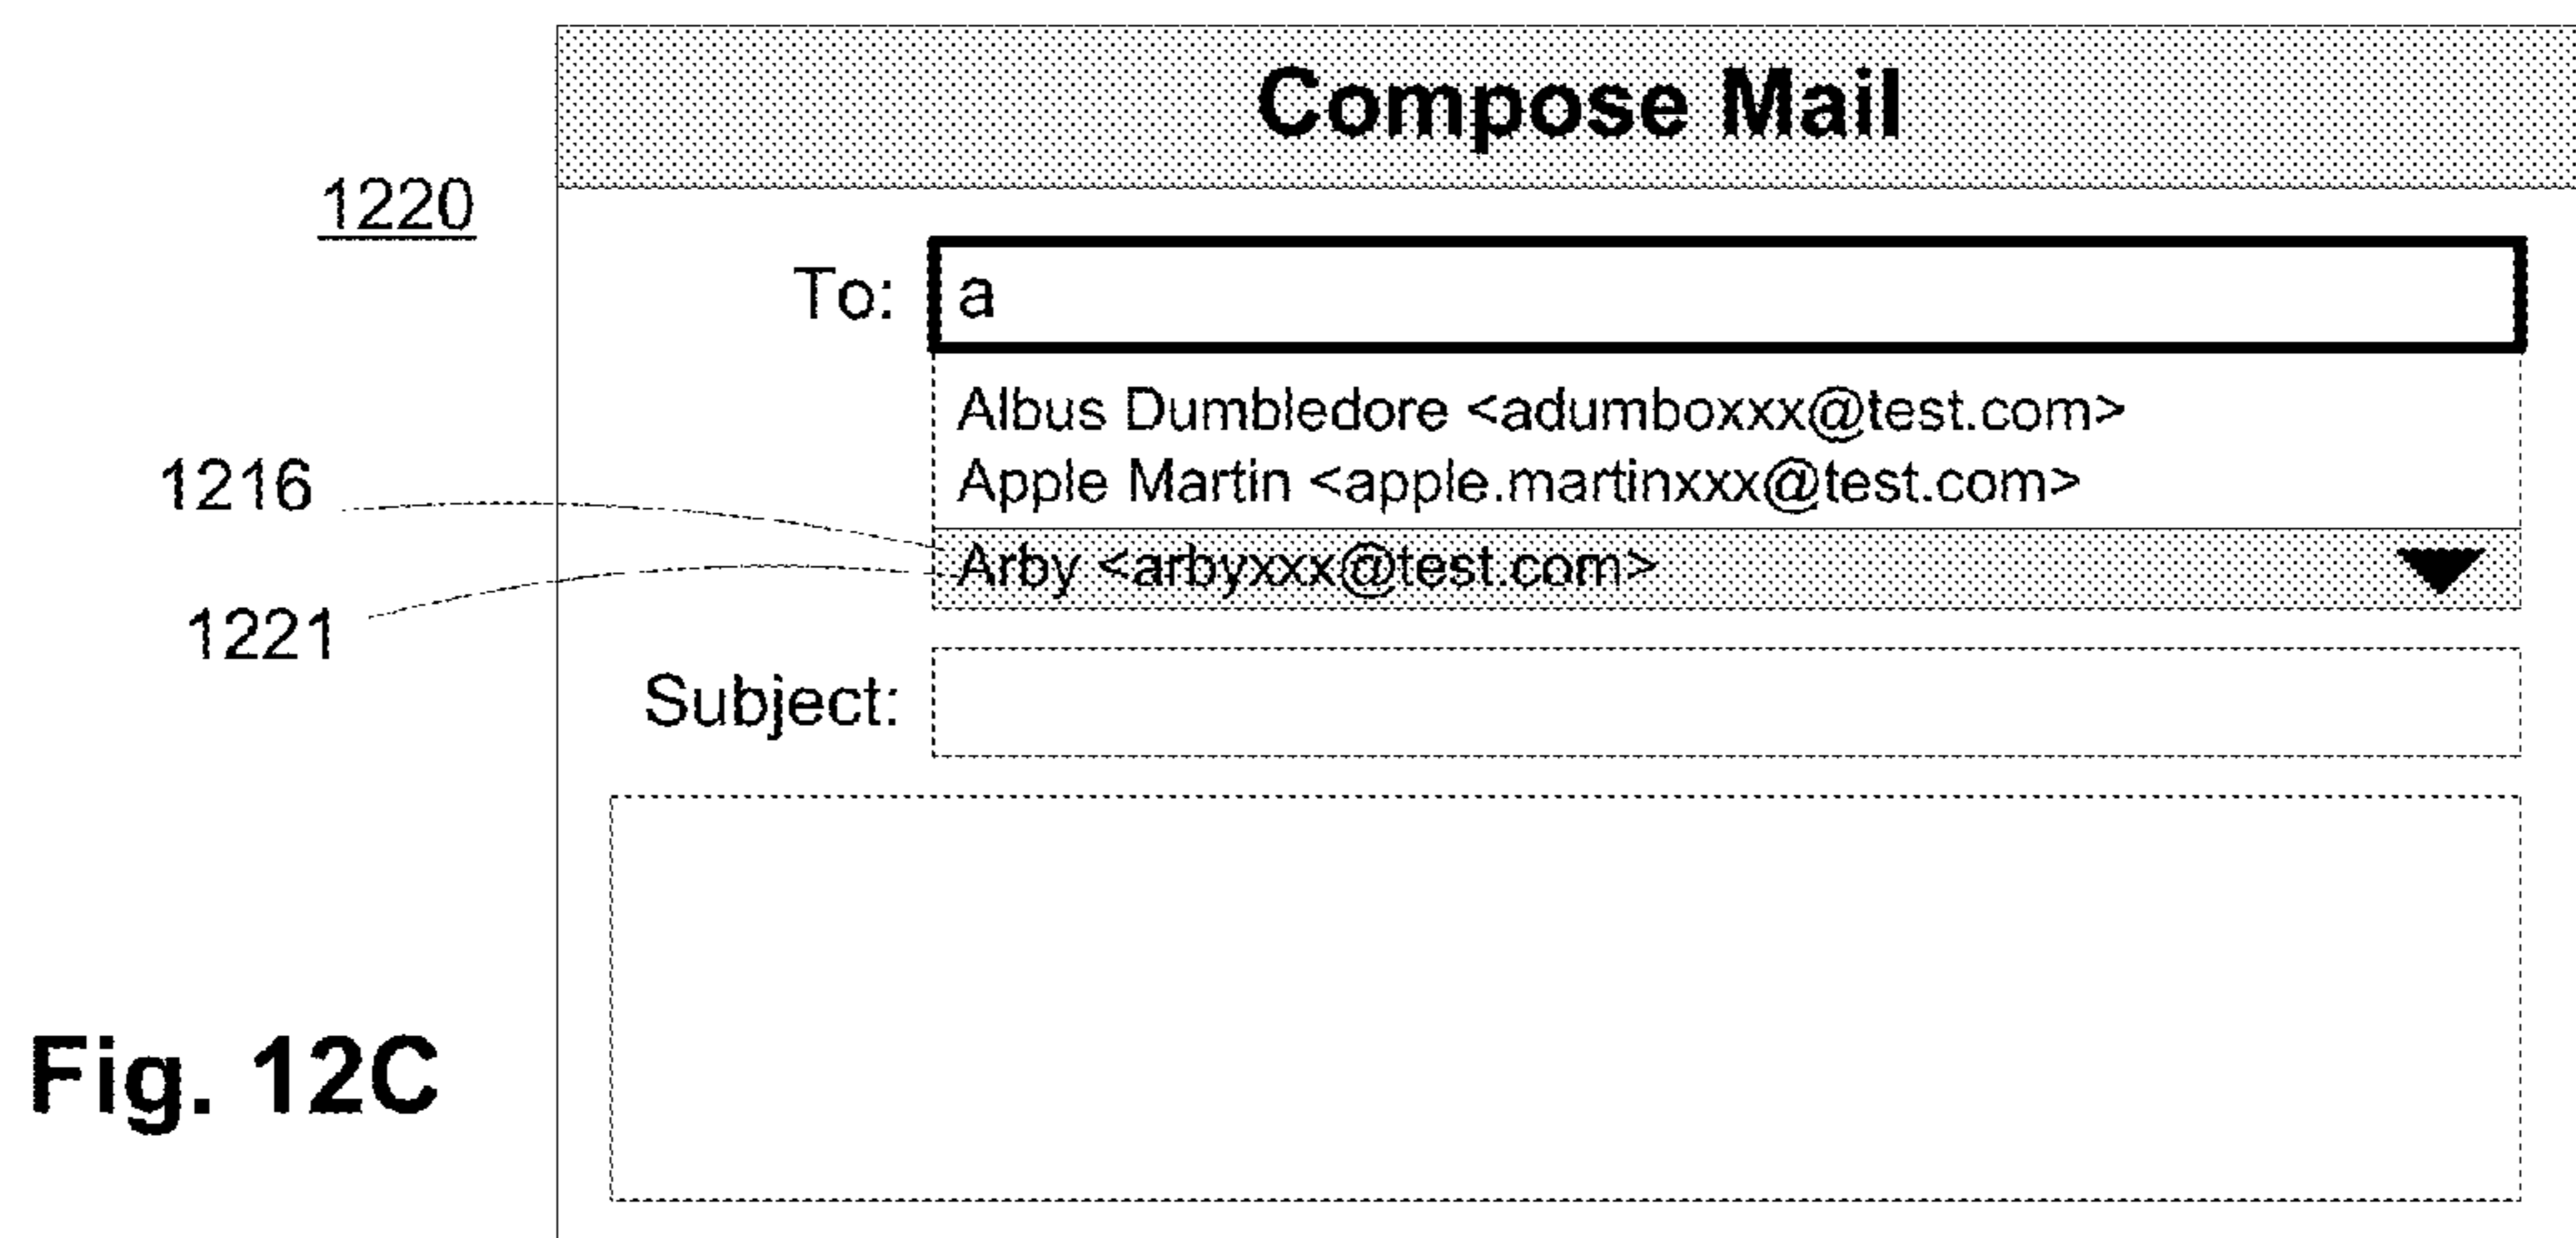 Compose Mail
1220
To: a
Albus Dumbledore <adumboxxx@test.com>
Apple Martin <apple.martinxxx@test.com>
1216
Arby <arbyxxx@test.com>
1221
Subject:
Fig. 12C